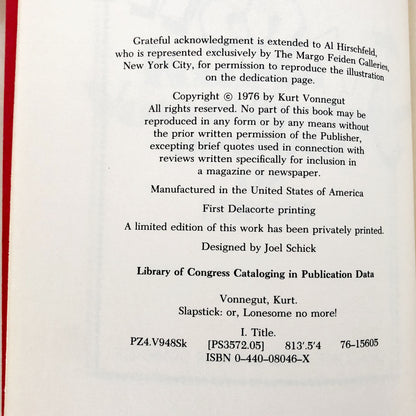 Grateful acknowledgment is extended to Al Hirschfeld,
who is represented exclusively by The Margo Feiden Galleries,
New York City, for permission to reproduce the illustration
on the dedication page.
Copyright © 1976 by Kurt Vonnegut
All rights reserved. No part of this book may be
reproduced in any form or by any means without
the prior written permission of the Publisher,
excepting brief quotes used in connection with
reviews written specifically for inclusion in
a magazine or newspaper.
Manufactured in the United States of America
First Delacorte printing
A limited edition of this work has been privately printed.
Designed by Joel Schick
Library of Congress Cataloging in Publication Data
Vonnegut, Kurt.
Slapstick: or, Lonesome no more!
I. Title.
PZ4.V948Sk [PS3572.05] 813'.5'4 76-15605
ISBN 0-440-08046-X